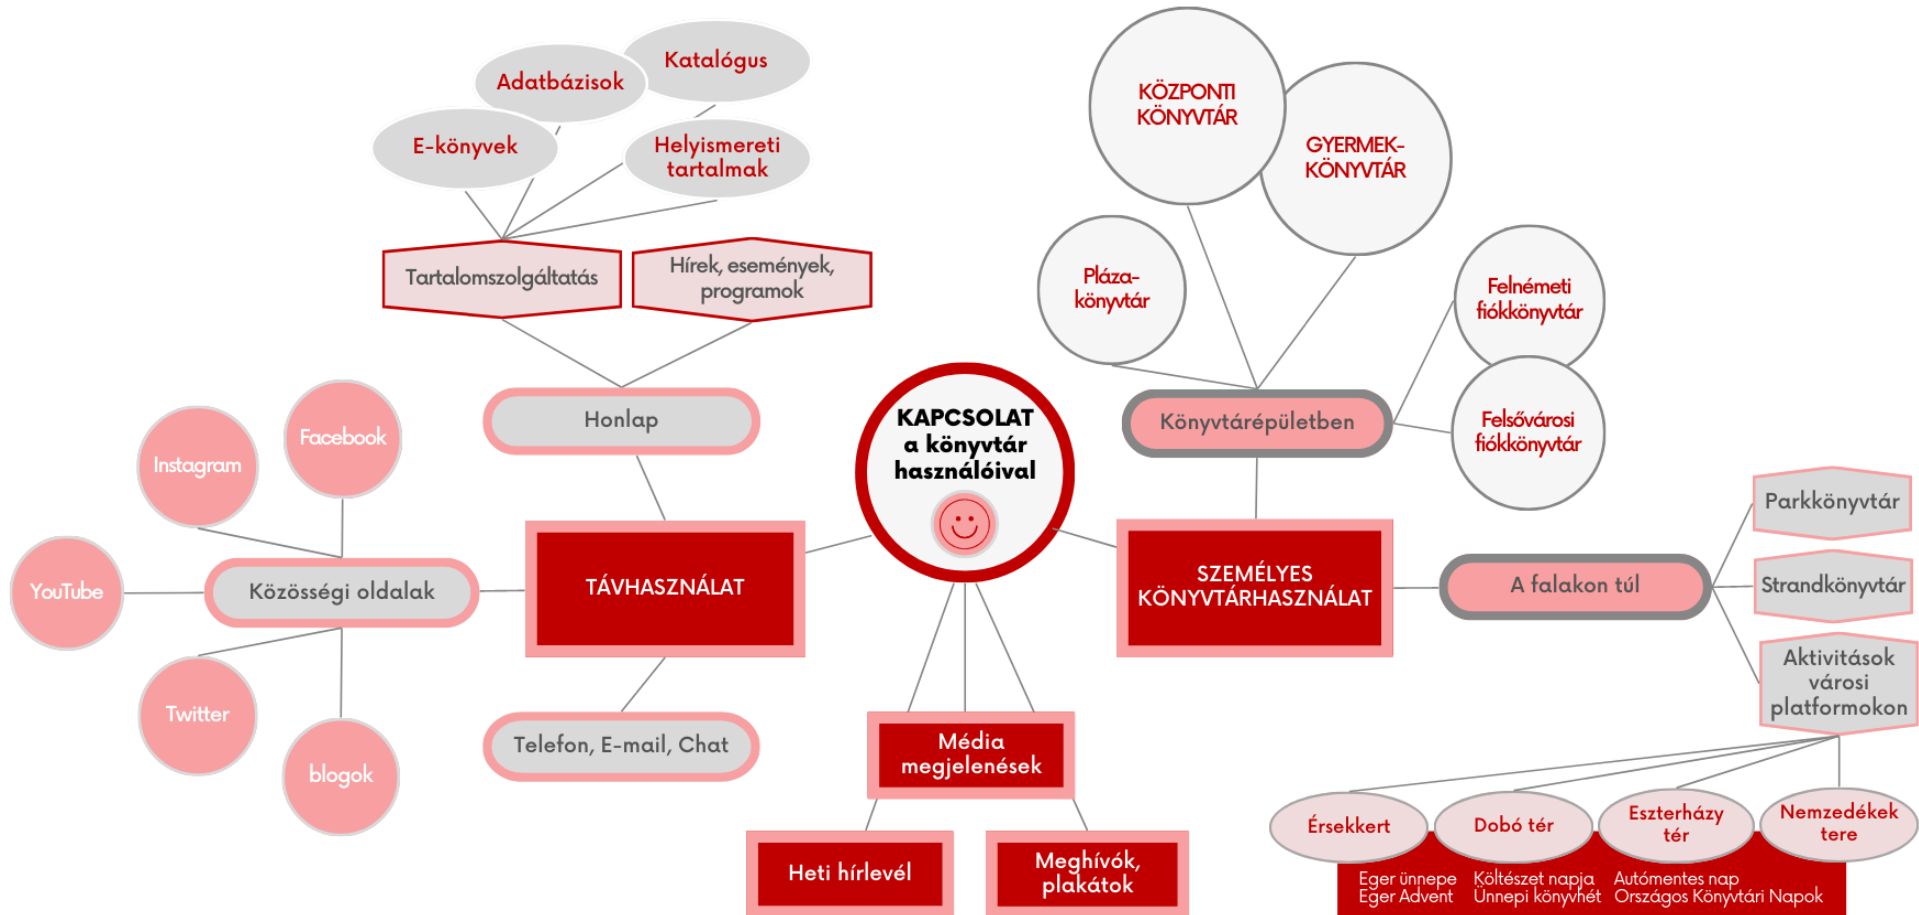 Katalógus
Adatbázisok
E-könyvek
Helyismereti
tartalmak
Tartalomszolgáltatás
Hírek, események,
programok
Honlap
Facebook
Instagram
YouTube
Közösségi oldalak
Twitter
blogok
TÁVHASZNÁLAT
Telefon, E-mail, Chat
KAPCSOLAT
a könyvtár
használóival
Média
megjelenések
Heti hírlevél
Meghívók,
plakátok
KÖZPONTI
KÖNYVTÁR
GYERMEK-
KÖNYVTÁR
Pláza-
könyvtár
Felnémeti
fiókkönyvtár
Felsővárosi
fiókkönyvtár
Könyvtárépületben
SZEMÉLYES
KÖNYVTÁRHASZNÁLAT
A falakon túl
Parkkönyvtár
Strandkönyvtár
Aktivitások
városi
platformokon
Érsekkert
Dobó tér
Eszterházy
tér
Nemzedékek
tere
Eger ünnepe Költészet napja Autómentes nap
Eger Advent Ünnepi könyvhét Országos Könyvtári Napok